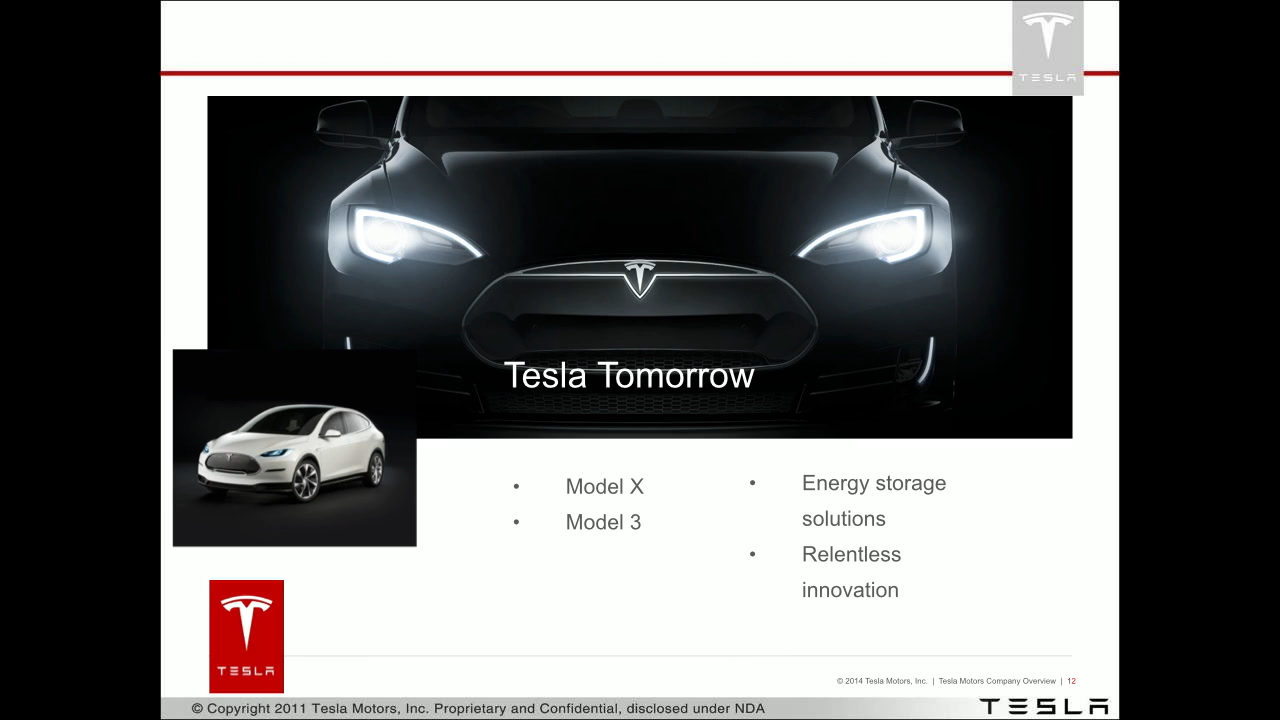 TESLA
Tesla Tomorrow
• Model X
• Model 3
• Energy storage
solutions
• Relentless
innovation
TESLA
© 2014 Tesla Motors, Inc. | Tesla Motors Company Overview | 12
© Copyright 2011 Tesla Motors, Inc. Proprietary and Confidential, disclosed under NDA
TESLA